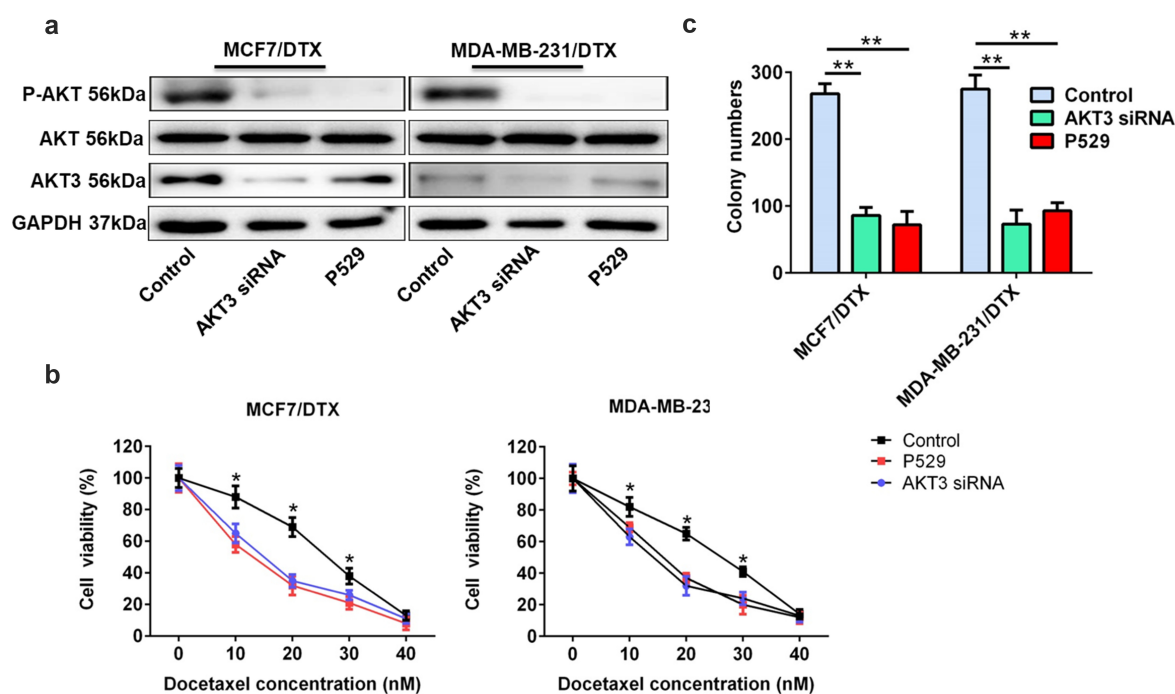 a
MCF7/DTX
MDA-MB-231/DTX
P-AKT 56kDa
AKT 56kDa
AKT3 56kDa
GAPDH 37kDa
Control
AKT3 siRNA
P529
Control
AKT3 siRNA
P529
c
**
**
**
**
300
200
100
0
Colony numbers
Control
AKT3 siRNA
P529
MCF7/DTX
MDA-MB-231/DTX
b
MCF7/DTX
120
100
80
60
40
20
0
Cell viability (%)
*
*
*
0 10 20 30 40
Docetaxel concentration (nM)
MDA-MB-23
120
100
80
60
40
20
0
Cell viability (%)
*
*
*
0 10 20 30 40
Docetaxel concentration (nM)
Control
P529
AKT3 siRNA